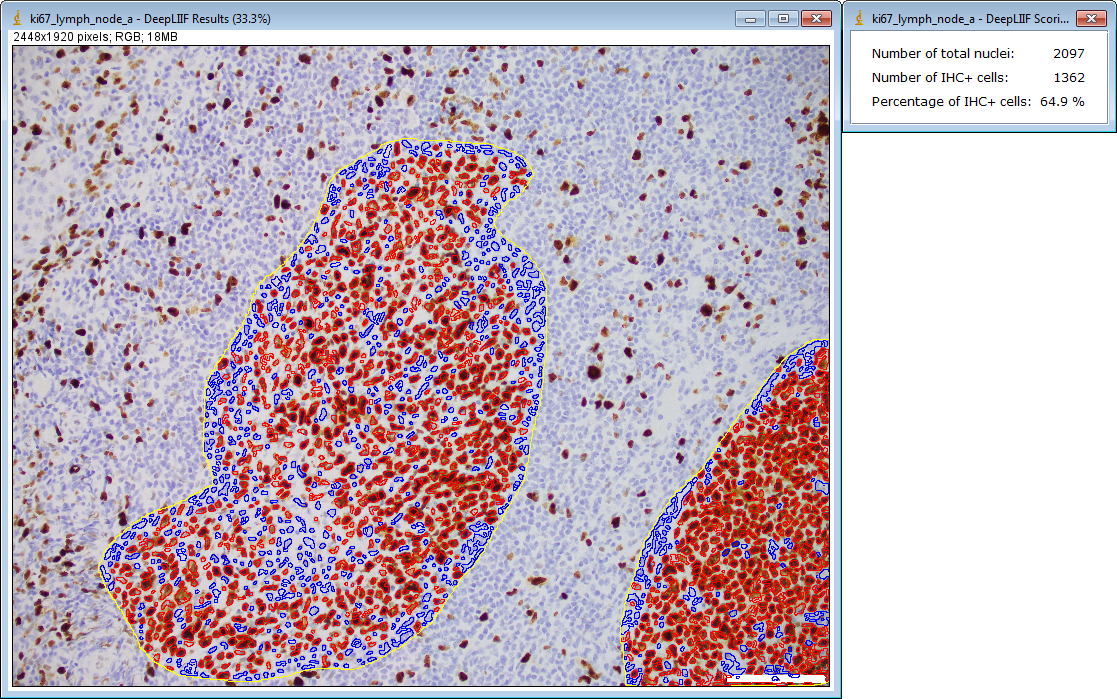 ki67_lymph_node_a - DeepLIIF Results (33.3%)
2448x1920 pixels; RGB; 18MB
ki67_lymph_node_a - DeepLIIF Scori...
Number of total nuclei: 2097
Number of IHC+ cells: 1362
Percentage of IHC+ cells: 64.9 %